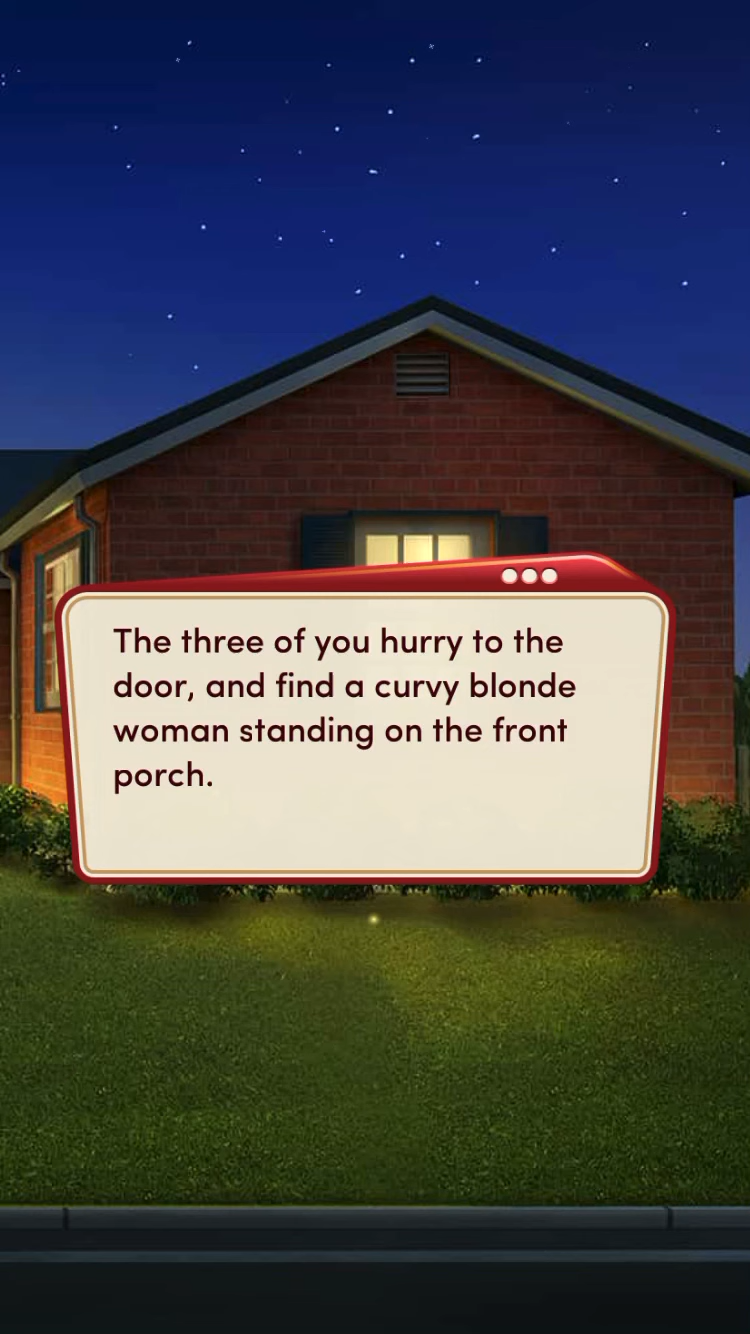 The three of you hurry to the
door, and find a curvy blonde
woman standing on the front
porch.